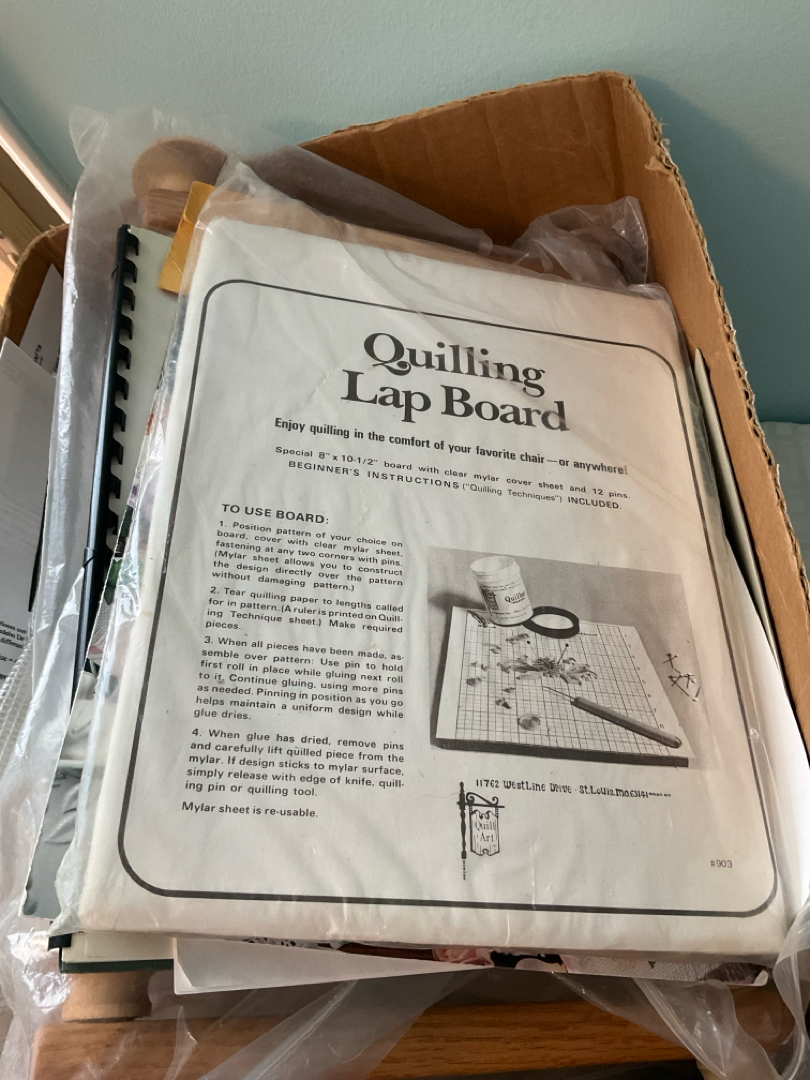 Quilling
Lap Board
Enjoy quilling in the comfort of your favorite chair—or anywhere!
Special 8" x 10-1/2" board with clear mylar cover sheet and 12 pins.
BEGINNER'S INSTRUCTIONS ("Quilling Techniques") INCLUDED.
TO USE BOARD:
1. Position pattern of your choice on
board, cover with clear mylar sheet,
fastening at any two corners with pins.
(Mylar sheet allows you to construct
the design directly over the pattern
without damaging pattern.)
2. Tear quilling paper to lengths called
for in pattern. (A ruler is printed on Quill-
ing Technique sheet.) Make required
pieces.
3. When all pieces have been made, as-
semble over pattern: Use pin to hold
first roll in place while gluing next roll
to it. Continue gluing, using more pins
as needed. Pinning in position as you go
helps maintain a uniform design while
glue dries.
4. When glue has dried, remove pins
and carefully lift quilled piece from the
mylar. If design sticks to mylar surface,
simply release with edge of knife, quill-
ing pin or quilling tool.
Mylar sheet is re-usable.
11762 WestLine Drive · St. Louis, mo. 63141
Quill
Art
#903